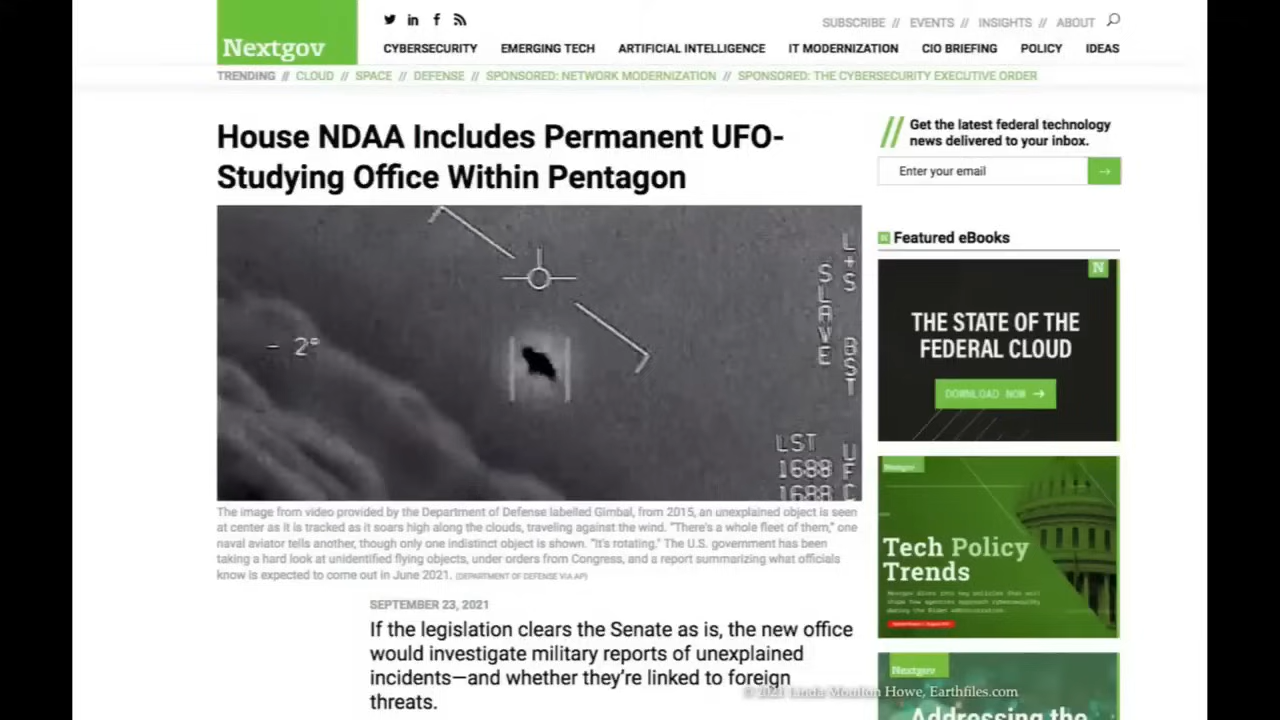 Nextgov
SUBSCRIBE // EVENTS // INSIGHTS // ABOUT
CYBERSECURITY EMERGING TECH ARTIFICIAL INTELLIGENCE IT MODERNIZATION CIO BRIEFING POLICY IDEAS
TRENDING // CLOUD // SPACE // DEFENSE // SPONSORED: NETWORK MODERNIZATION // SPONSORED: THE CYBERSECURITY EXECUTIVE ORDER
House NDAA Includes Permanent UFO-
Studying Office Within Pentagon
- 2°
L+S
SLAVE
BST
LST
1688
1688
UFC
The image from video provided by the Department of Defense labelled Gimbal, from 2015, an unexplained object is seen
at center as it is tracked as it soars high along the clouds, traveling against the wind. "There's a whole fleet of them," one
naval aviator tells another, though only one indistinct object is shown. "It's rotating." The U.S. government has been
taking a hard look at unidentified flying objects, under orders from Congress, and a report summarizing what officials
know is expected to come out in June 2021. (DEPARTMENT OF DEFENSE VIA AP)
SEPTEMBER 23, 2021
If the legislation clears the Senate as is, the new office
would investigate military reports of unexplained
incidents—and whether they're linked to foreign
threats.
Get the latest federal technology
news delivered to your inbox.
Enter your email
Featured eBooks
N
THE STATE OF THE
FEDERAL CLOUD
DOWNLOAD NOW
Nextgov
Tech Policy
Trends
Nextgov
Addressing the
© 2021 Linda Moulton Howe, Earthfiles.com